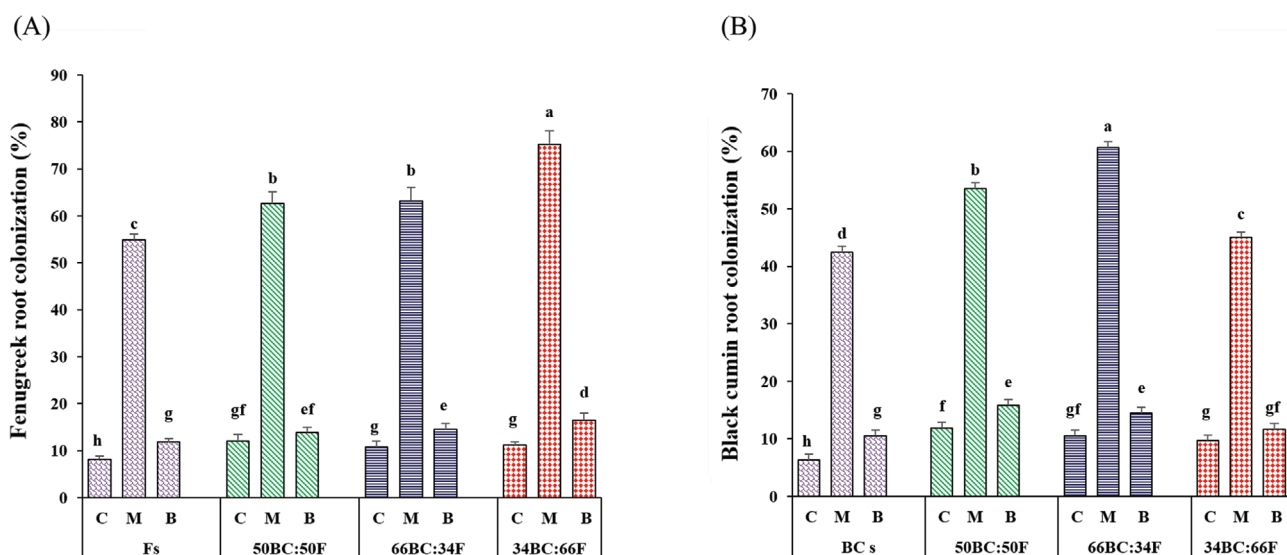 (A)
Fenugreek root colonization (%)
90
80
70
60
50
40
30
20
10
0
h
c
g
gf
b
ef
g
b
e
g
a
d
C M B C M B C M B C M B
Fs 50BC:50F 66BC:34F 34BC:66F
(B)
Black cumin root colonization (%)
70
60
50
40
30
20
10
0
h
d
g
f
b
e
gf
a
e
g
c
gf
C M B C M B C M B C M B
BC s 50BC:50F 66BC:34F 34BC:66F